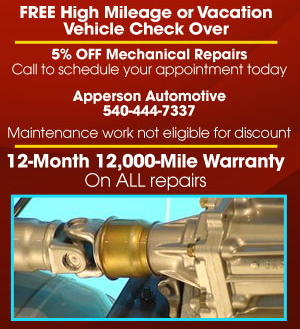 FREE High Mileage or Vacation
Vehicle Check Over
5% OFF Mechanical Repairs
Call to schedule your appointment today
Apperson Automotive
540-444-7337
Maintenance work not eligible for discount
12-Month 12,000-Mile Warranty
On ALL repairs